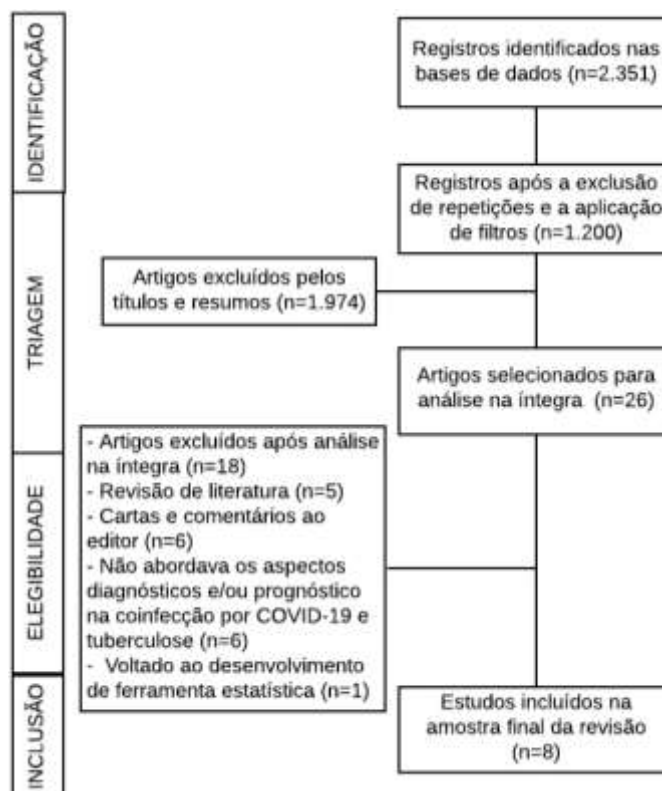 IDENTIFICAÇÃO
Registros identificados nas
bases de dados (n=2.351)
Registros após a exclusão
de repetições e a aplicação
de filtros (n=1.200)
TRIAGEM
Artigos excluídos pelos
títulos e resumos (n=1.974)
Artigos selecionados para
análise na íntegra (n=26)
ELEGIBILIDADE
- Artigos excluídos após análise
na íntegra (n=18)
- Revisão de literatura (n=5)
- Cartas e comentários ao
editor (n=6)
- Não abordava os aspectos
diagnósticos e/ou prognóstico
na coinfecção por COVID-19 e
tuberculose (n=6)
- Voltado ao desenvolvimento
de ferramenta estatística (n=1)
INCLUSÃO
Estudos incluídos na
amostra final da revisão
(n=8)